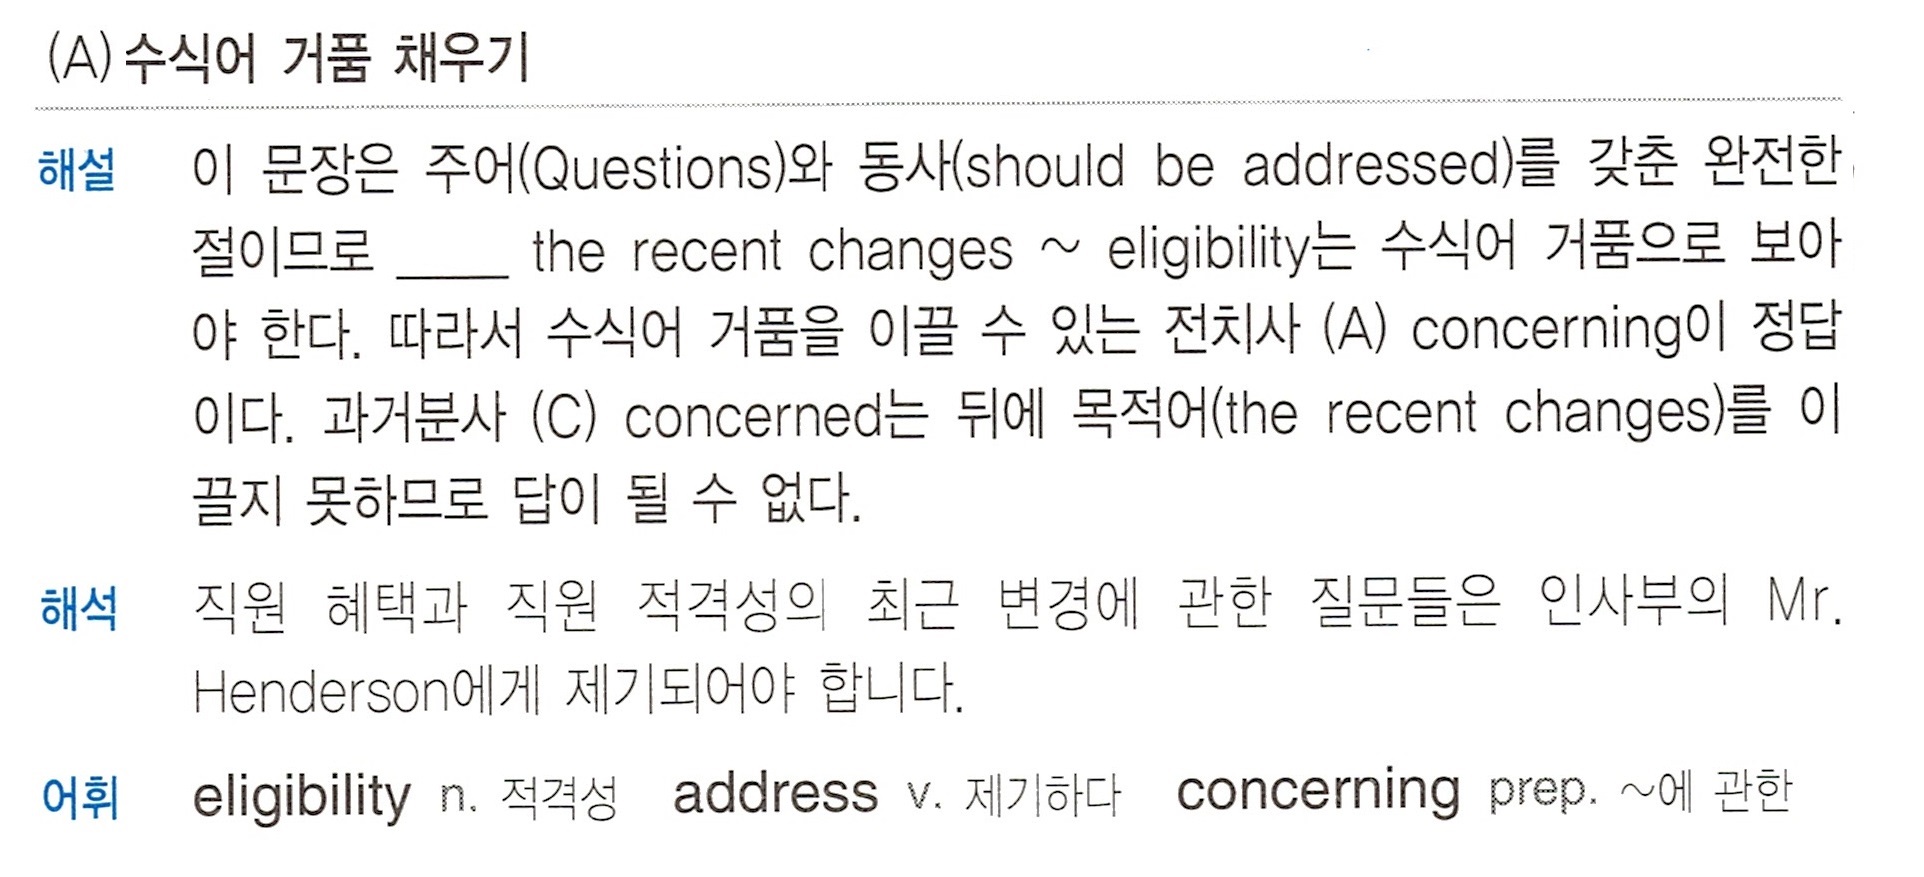 (A) 수식어 거품 채우기
해설 이 문장은 주어(Questions)와 동사(should be addressed)를 갖춘 완전한
절이므로 ____ the recent changes ~ eligibility는 수식어 거품으로 보아
야 한다. 따라서 수식어 거품을 이끌 수 있는 전치사 (A) concerning이 정답
이다. 과거분사 (C) concerned는 뒤에 목적어(the recent changes)를 이
끌지 못하므로 답이 될 수 없다.
해석 직원 혜택과 직원 적격성의 최근 변경에 관한 질문들은 인사부의 Mr.
Henderson에게 제기되어야 합니다.
어휘 eligibility n. 적격성 address v. 제기하다 concerning prep. ~에 관한